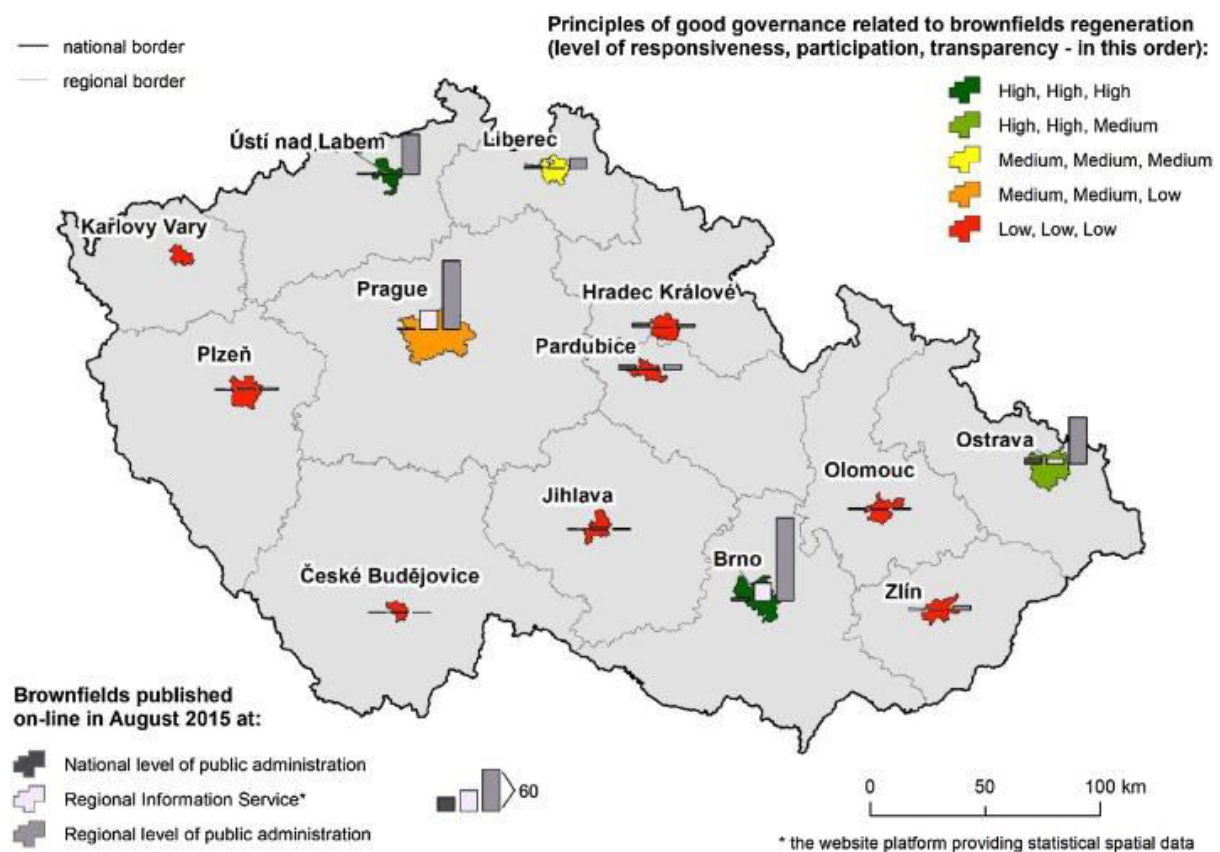 Principles of good governance related to brownfields regeneration
(level of responsiveness, participation, transparency - in this order):
national border
regional border
High, High, High
High, High, Medium
Medium, Medium, Medium
Medium, Medium, Low
Low, Low, Low
Ústí nad Labem
Liberec
Karlovy Vary
Prague
Hradec Králové
Plzeň
Pardubice
Ostrava
Olomouc
Jihlava
Brno
České Budějovice
Zlín
Brownfields published
on-line in August 2015 at:
National level of public administration
Regional Information Service*
Regional level of public administration
60
0 50 100 km
* the website platform providing statistical spatial data